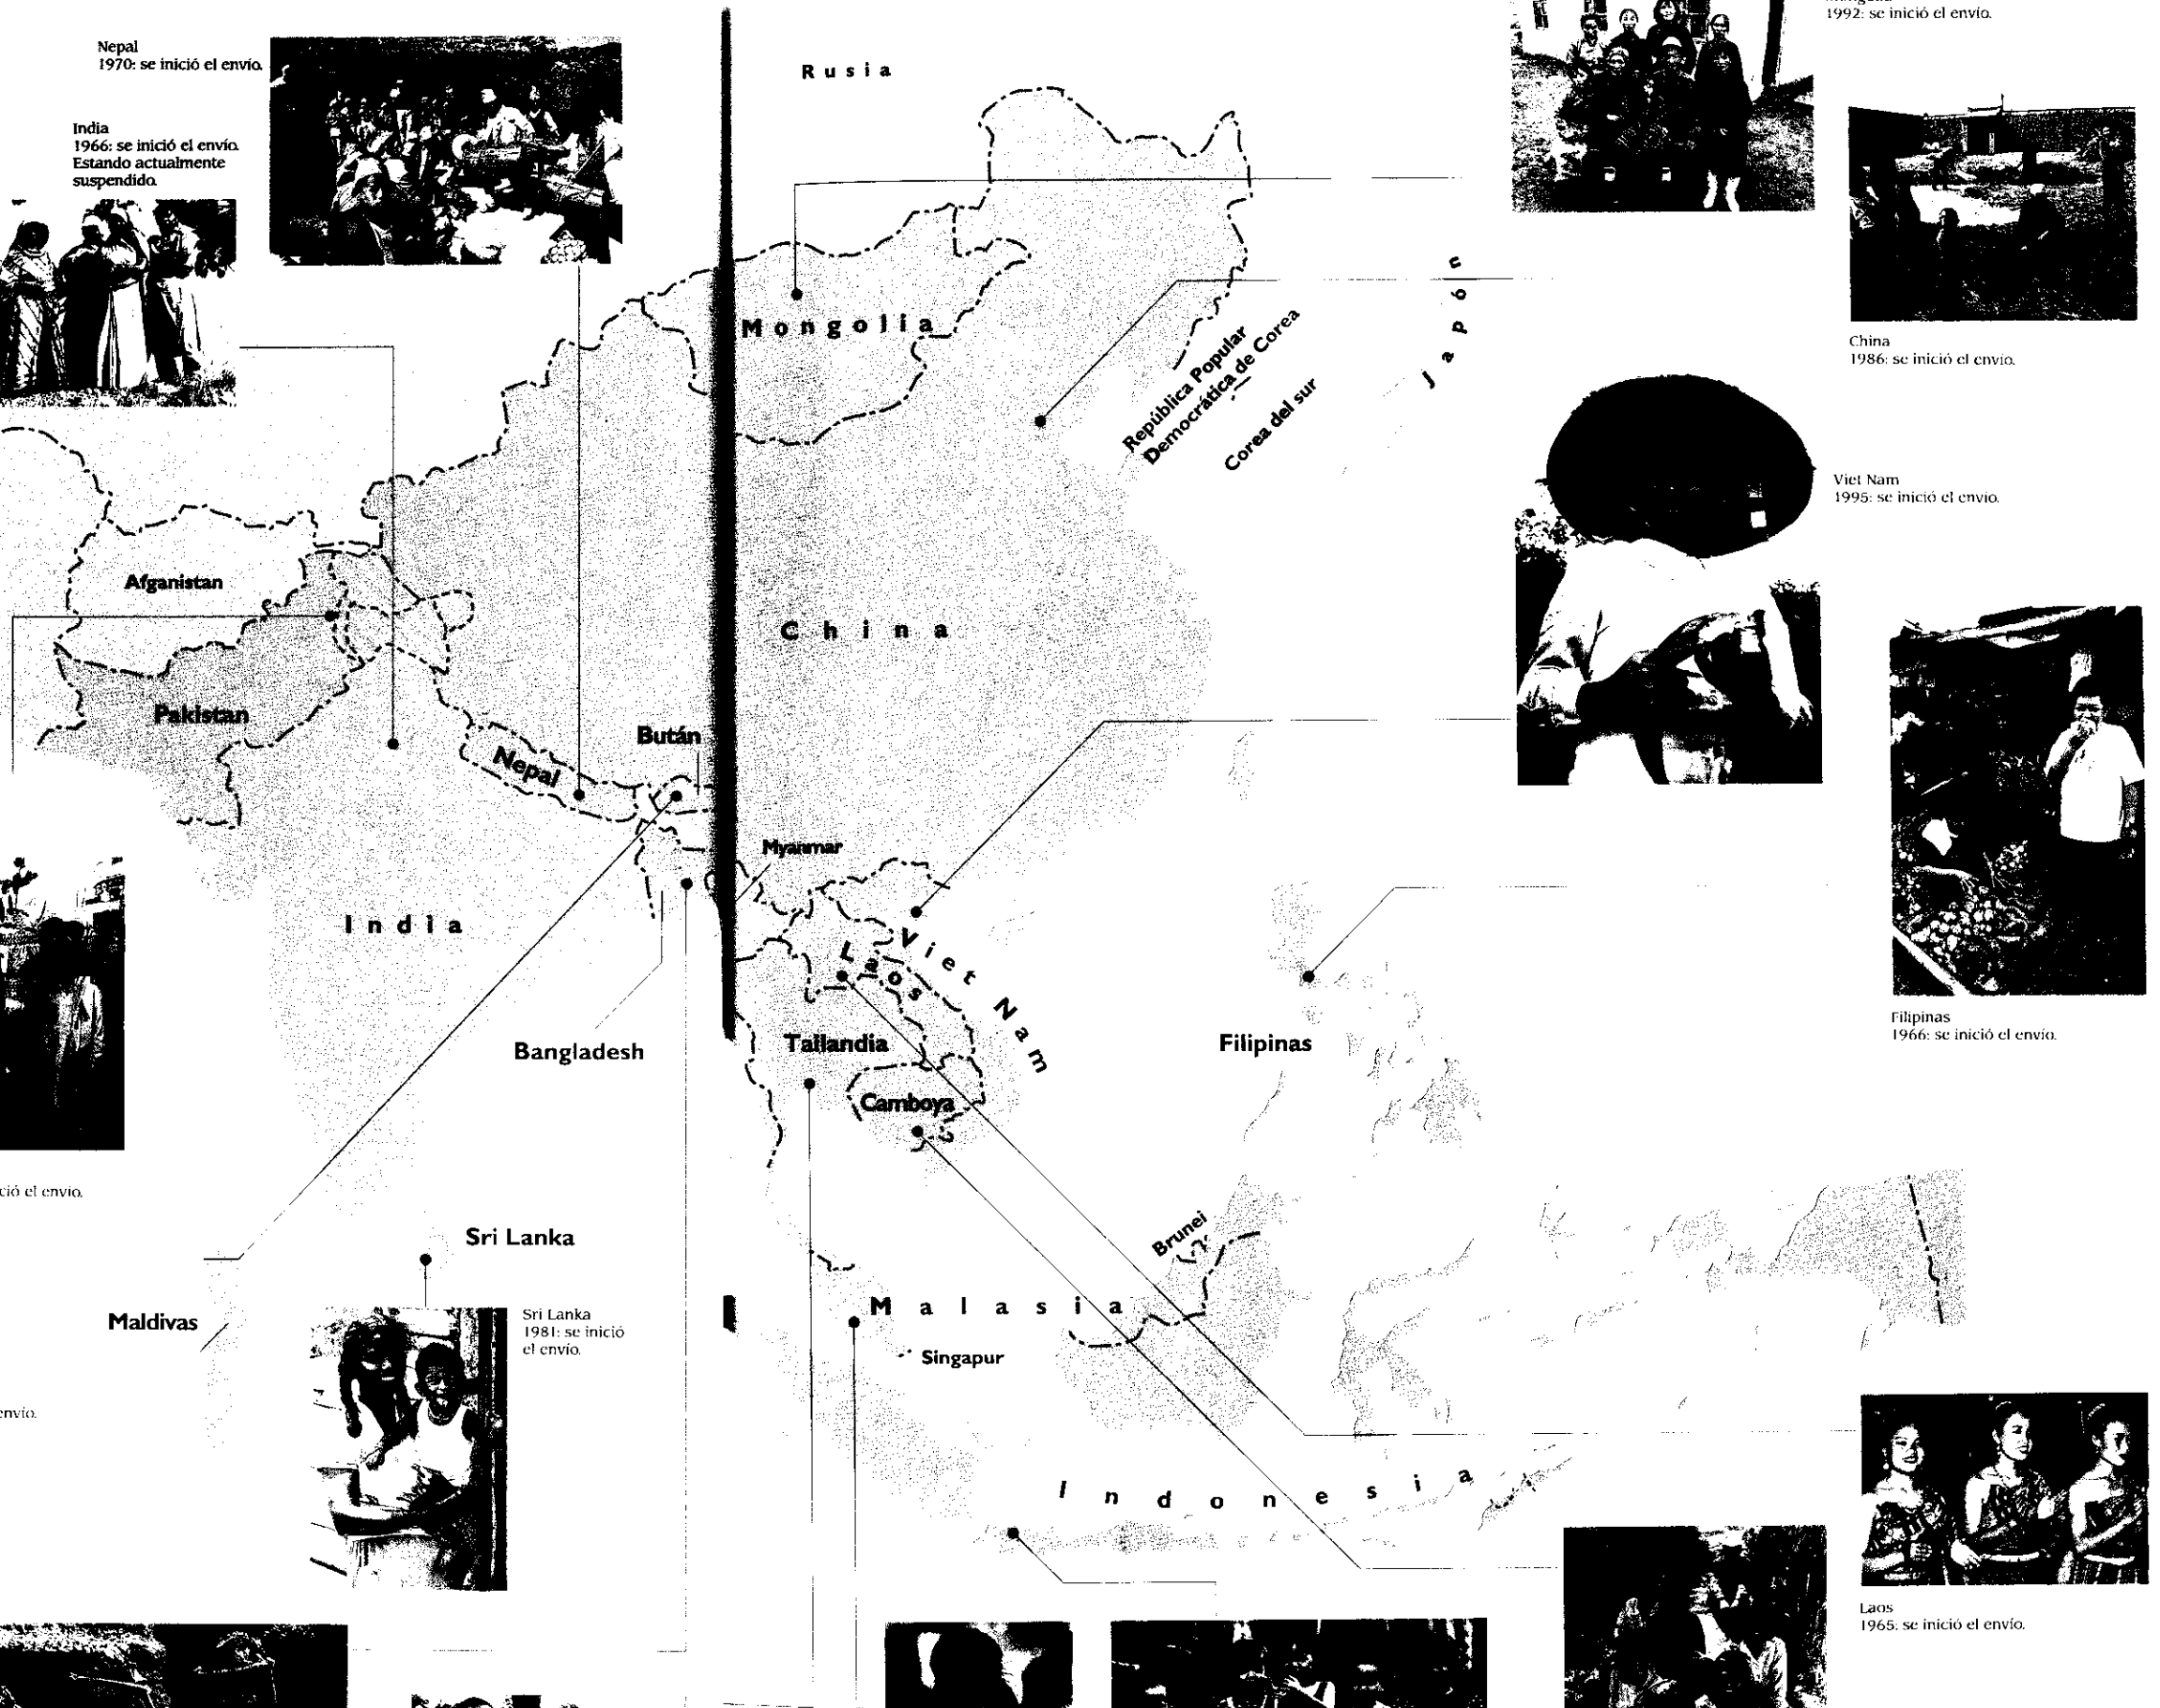 1992: se inició el envío.
Nepal
1970: se inició el envío.
India
1966: se inició el envío.
Estando actualmente
suspendido.
Rusia
Mongolia
República Popular
Democrática de Corea
Corea del sur
Japón
China
1986: se inició el envío.
Viet Nam
1995: se inició el envío.
Afganistan
China
Pakistan
Bután
Nepal
Myanmar
India
Laos
Viet Nam
Bangladesh
Tailandia
Filipinas
Filipinas
1966: se inició el envío.
Camboya
ció el envío.
Sri Lanka
Brunei
Maldivas
Sri Lanka
1981: se inició
el envío.
Malasia
Singapur
envío.
Indonesia
Laos
1965: se inició el envío.